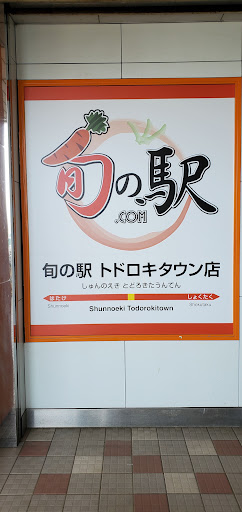 旬の駅
.COM
旬の駅 トドロキタウン店
しゅんのえき とどろきたうんてん
はたけ しょくたく
Shunnoeki Todorokitown